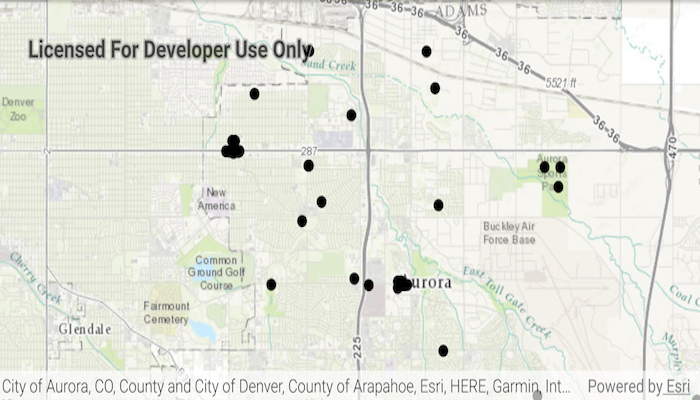 36-36-36
ADAMS
36-36-36
Licensed For Developer Use Only
Sand Creek
5521 ft
Denver
Zoo
36-36
2
287
470
Aurora
Sports
Park
New
America
Buckley Air
Force Base
Common
Ground Golf
Course
Cherry Creek
East Toll Gate Creek
Aurora
Coal C
Fairmount
Cemetery
Glendale
225
Murphy
City of Aurora, CO, County and City of Denver, County of Arapahoe, Esri, HERE, Garmin, Int... Powered by Esri